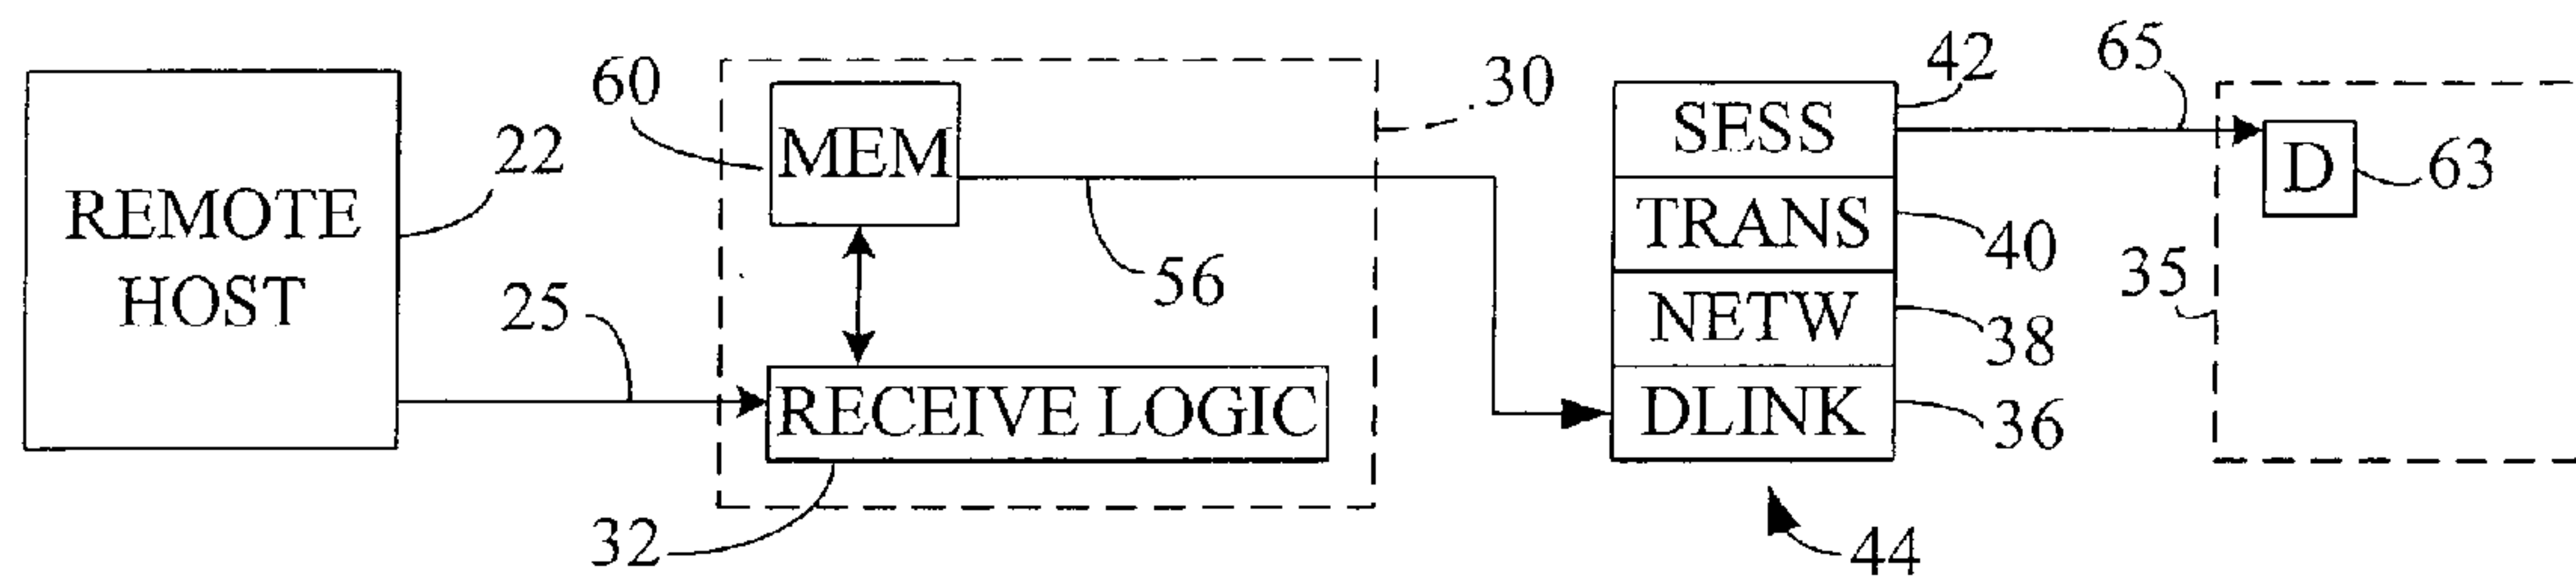 REMOTE
HOST
22
25
60
MEM
30
56
RECEIVE LOGIC
32
SESS
42
TRANS
40
NETW
38
DLINK
36
44
65
D
63
35